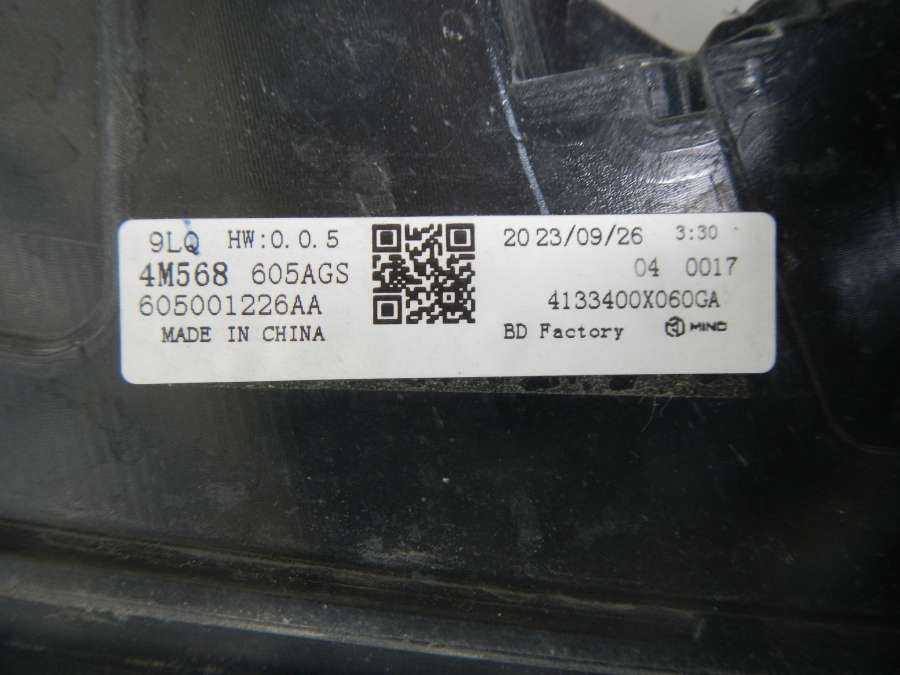 9LQ HW:0.0.5
4M568 605AGS
605001226AA
MADE IN CHINA
2023/09/26 3:30
04 0017
4133400X060GA
BD Factory MIND